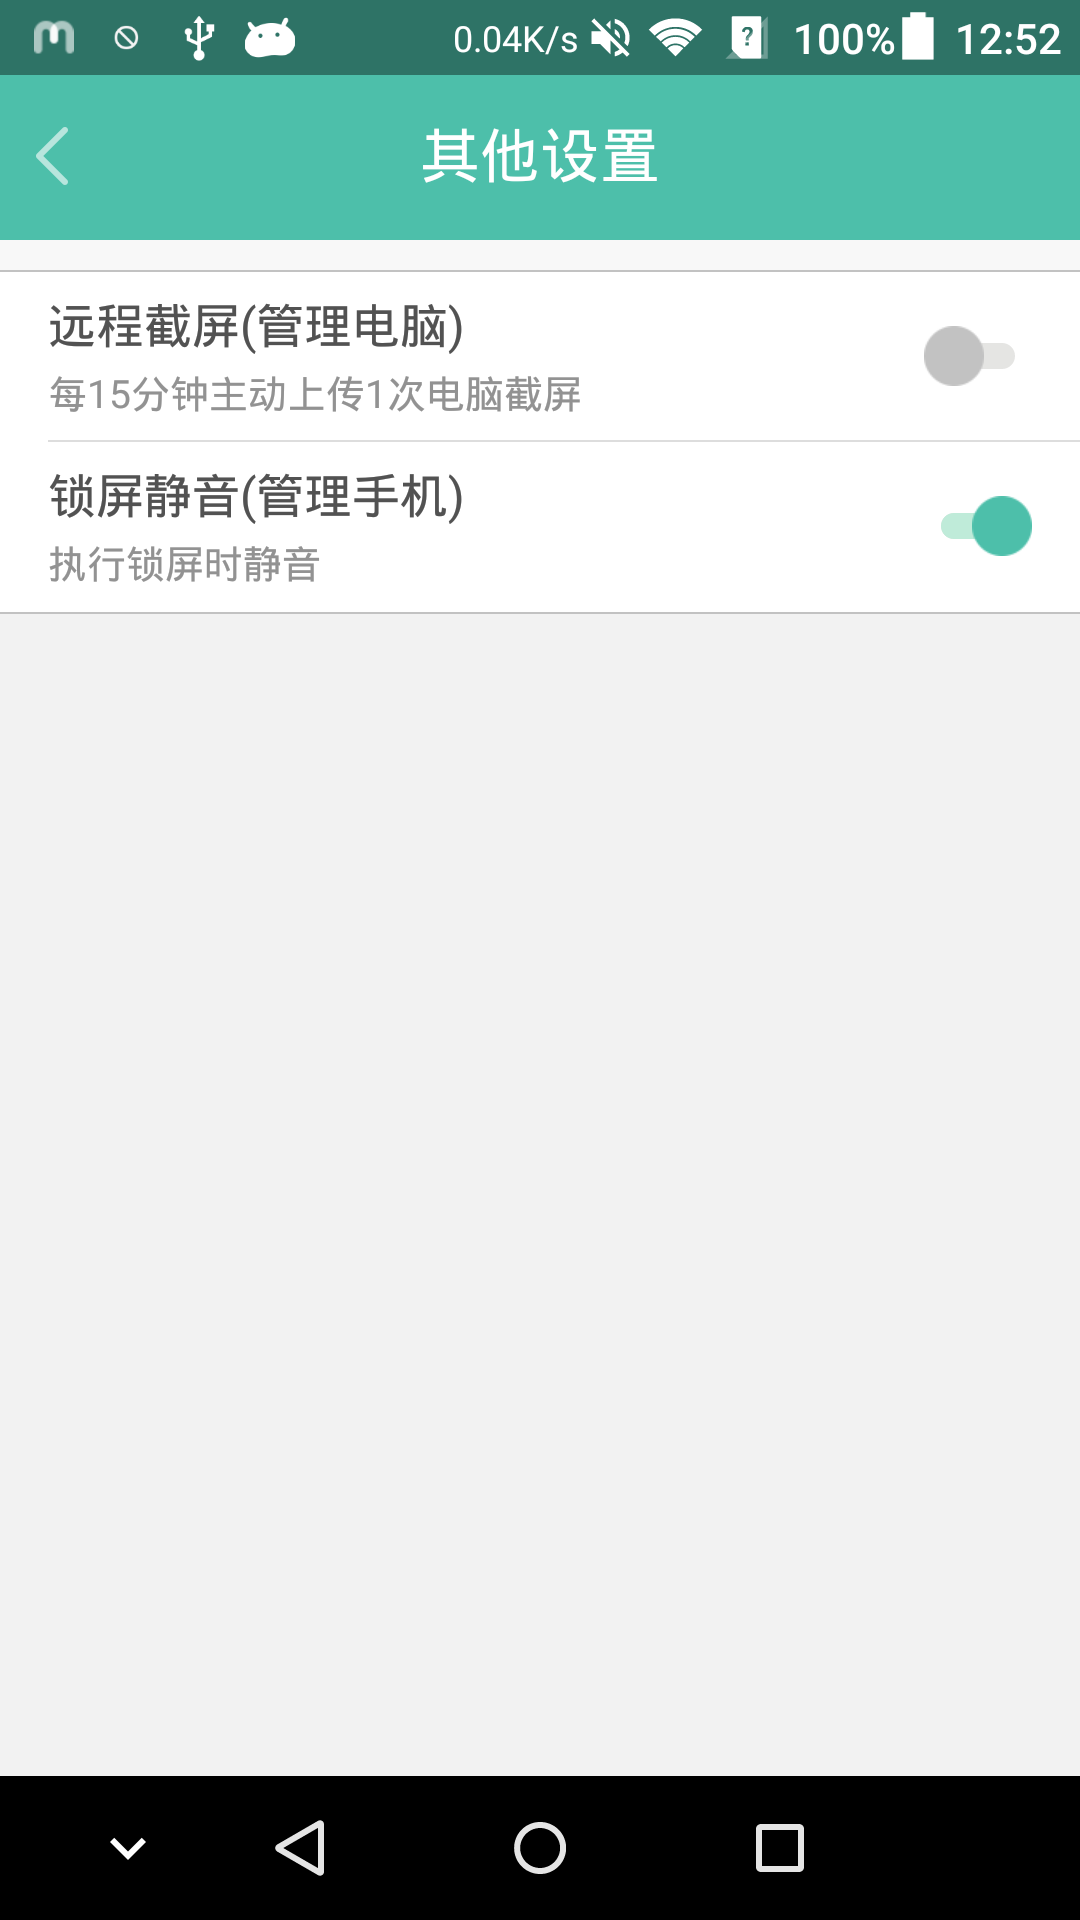 0.04K/s 100% 12:52
其他设置
远程截屏(管理电脑)
每15分钟主动上传1次电脑截屏
锁屏静音(管理手机)
执行锁屏时静音